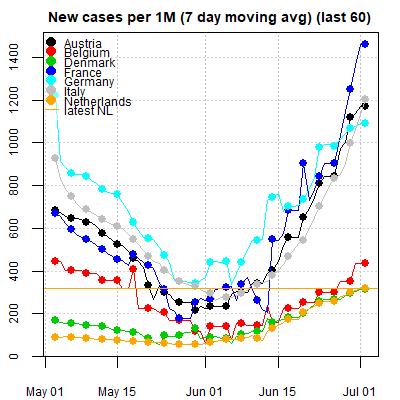 New cases per 1M (7 day moving avg) (last 60)
Austria
Belgium
Denmark
France
Germany
Italy
Netherlands
latest NL
0
200
400
600
800
1000
1200
1400
May 01
May 15
Jun 01
Jun 15
Jul 01